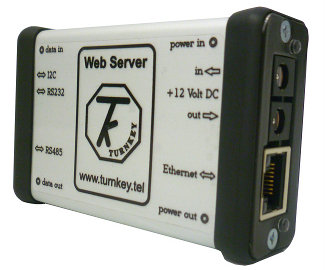 data in
power in
Web Server
I2C
in
RS232
+12 Volt DC
out
TK
TURNKEY
RS485
Ethernet
www.turnkey.tel
data out
power out